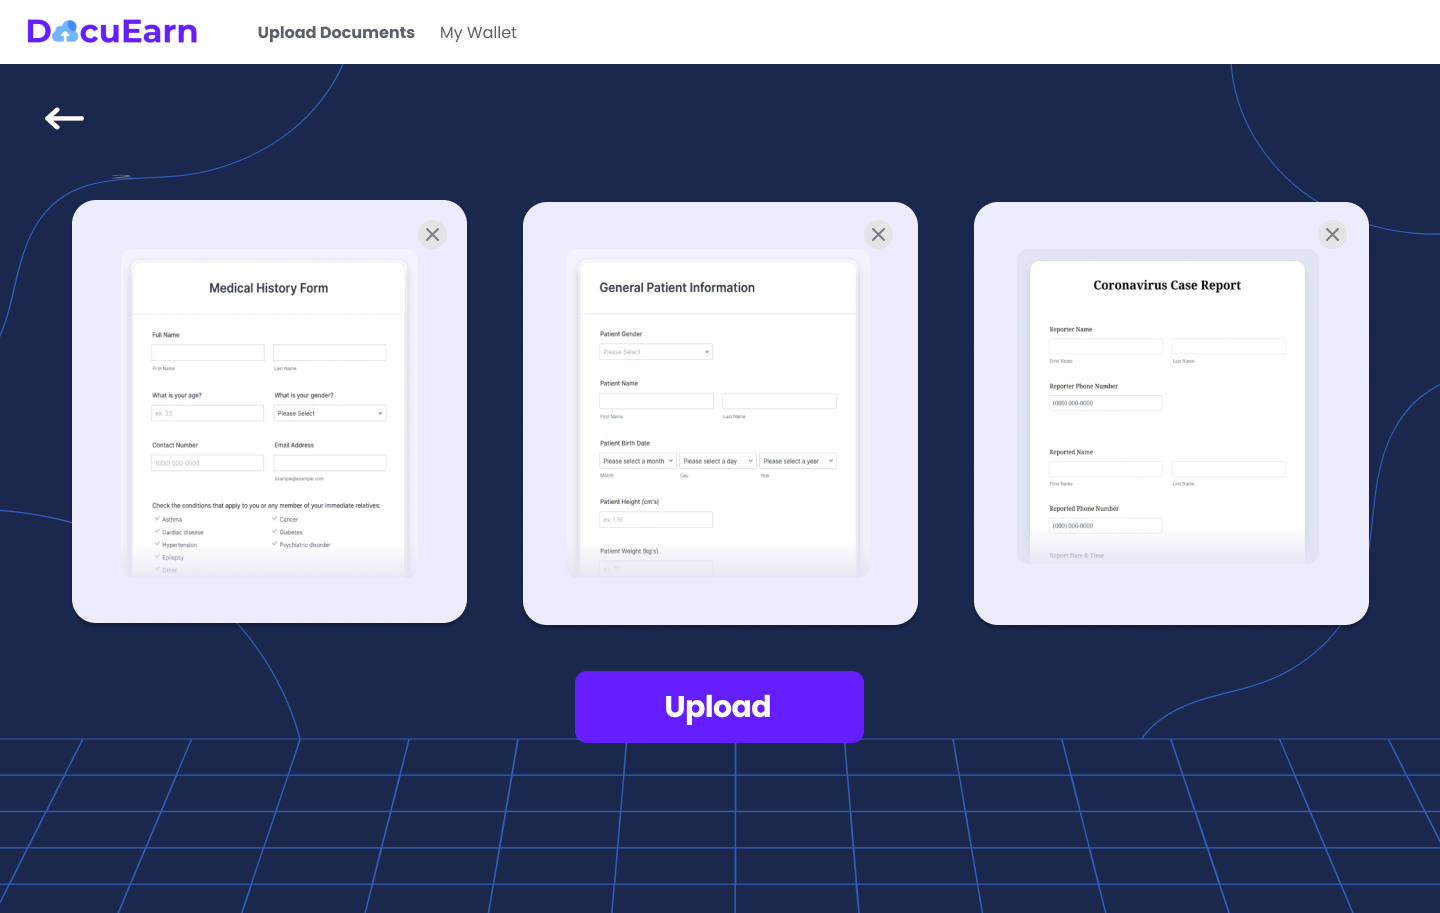 DocuEarn
Upload Documents
My Wallet
Medical History Form
Full Name
First Name
Last Name
What is your age?
What is your gender?
ex: 23
Please Select
Contact Number
Email Address
(000) 000-0000
example@example.com
Check the conditions that apply to you or any member of your immediate relatives:
Asthma
Cancer
Cardiac disease
Diabetes
Hypertension
Psychiatric disorder
Epilepsy
Other
General Patient Information
Patient Gender
Please Select
Patient Name
First Name
Last Name
Patient Birth Date
Please select a month
Please select a day
Please select a year
Month
Day
Year
Patient Height (cm's)
ex: 176
Patient Weight (kg's)
ex: 76
Coronavirus Case Report
Reporter Name
First Name
Last Name
Reporter Phone Number
(000) 000-0000
Reported Name
First Name
Last Name
Reported Phone Number
(000) 000-0000
Report Date & Time
Upload